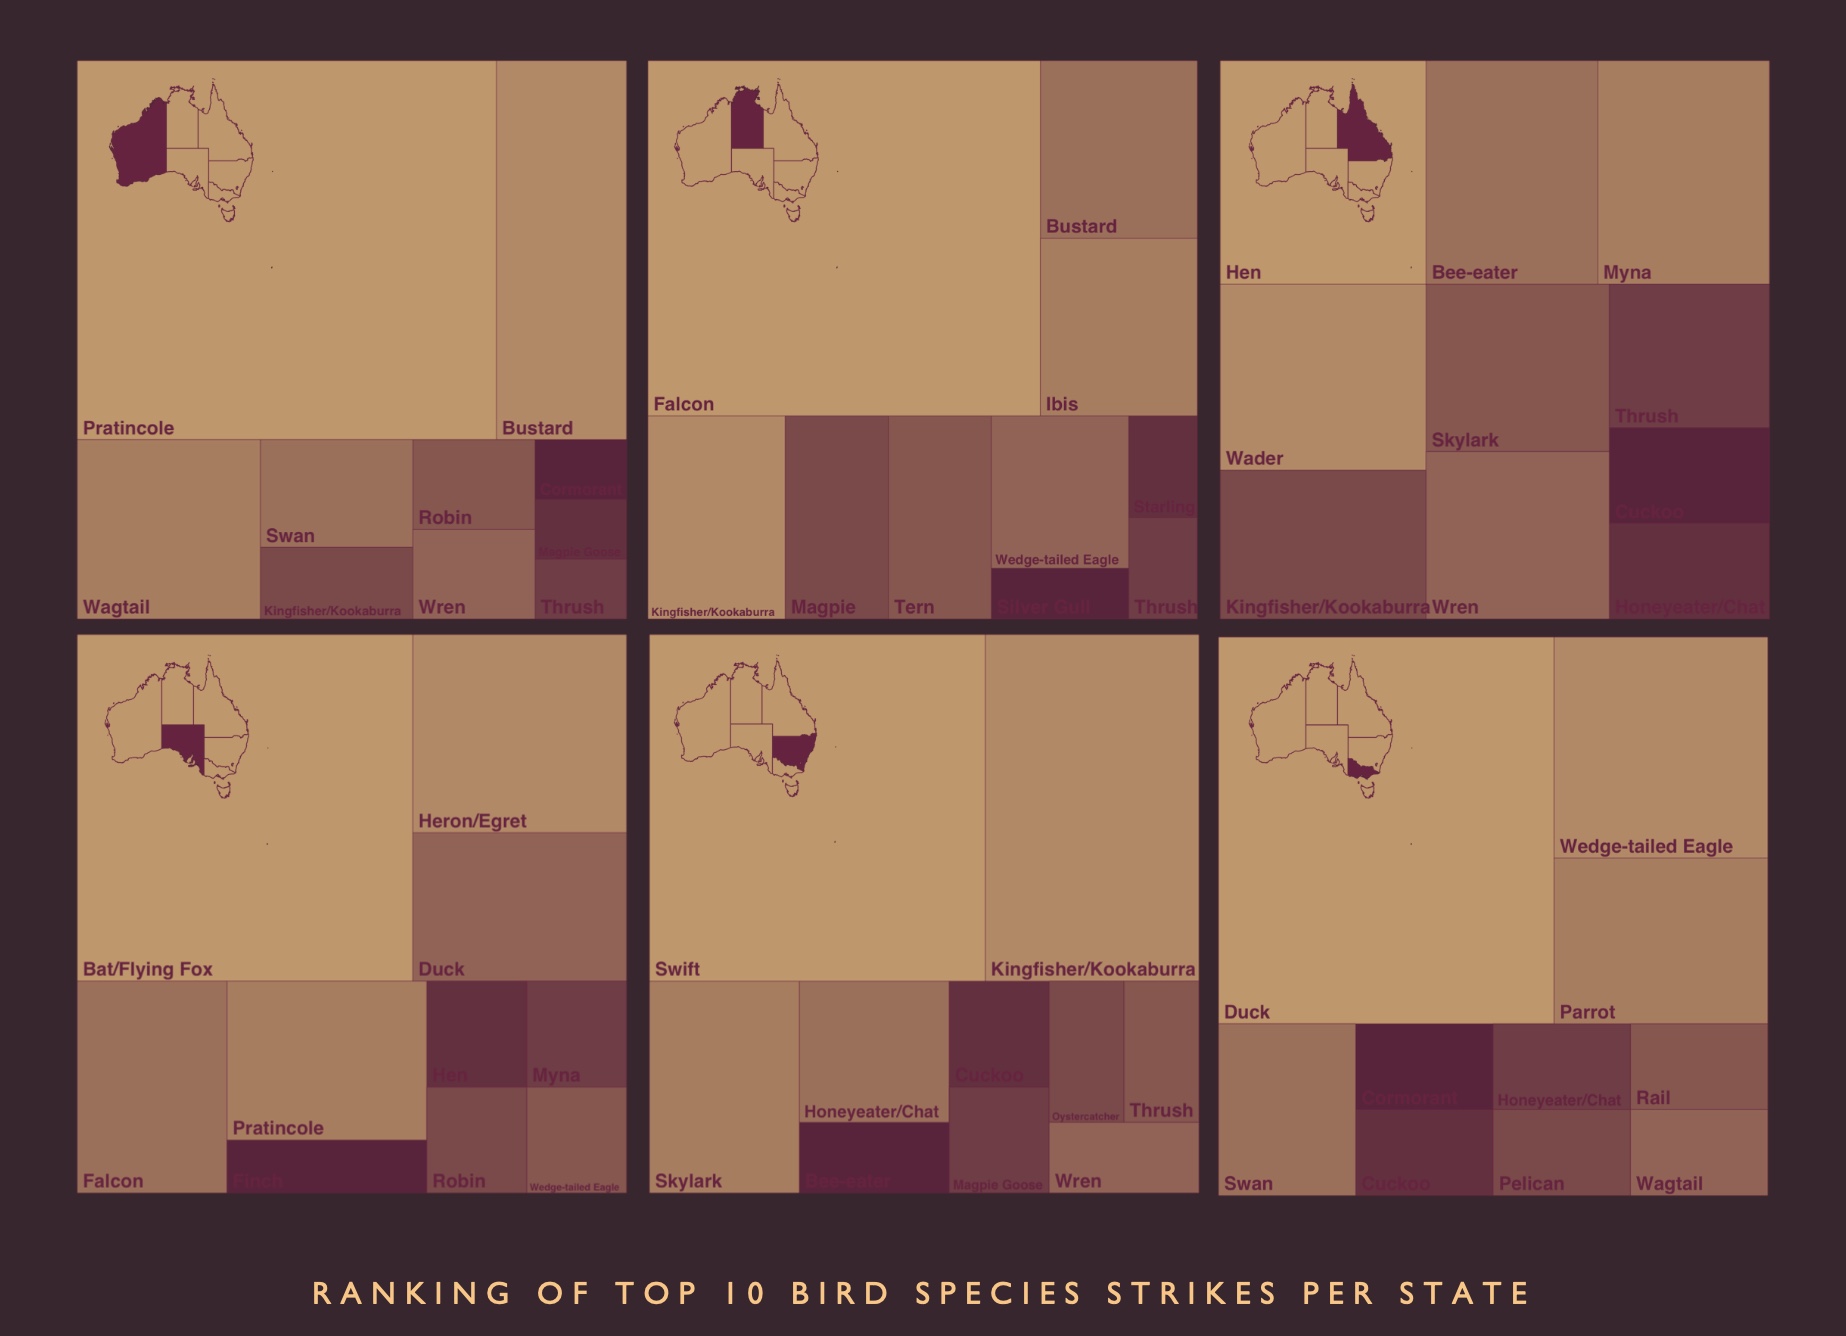 Pratincole
Bustard
Wagtail
Swan
Kingfisher/Kookaburra
Robin
Wren
Cormorant
Magpie Goose
Thrush
Falcon
Bustard
Ibis
Kingfisher/Kookaburra
Magpie
Tern
Wedge-tailed Eagle
Silver Gull
Starling
Thrush
Hen
Bee-eater
Myna
Wader
Kingfisher/Kookaburra
Skylark
Wren
Thrush
Cuckoo
Honeyeater/Chat
Bat/Flying Fox
Heron/Egret
Duck
Falcon
Pratincole
Finch
Hen
Myna
Robin
Wedge-tailed Eagle
Swift
Kingfisher/Kookaburra
Skylark
Honeyeater/Chat
Bee-eater
Cuckoo
Magpie Goose
Oystercatcher
Thrush
Wren
Duck
Wedge-tailed Eagle
Parrot
Swan
Cormorant
Cuckoo
Honeyeater/Chat
Pelican
Rail
Wagtail
RANKING OF TOP 10 BIRD SPECIES STRIKES PER STATE